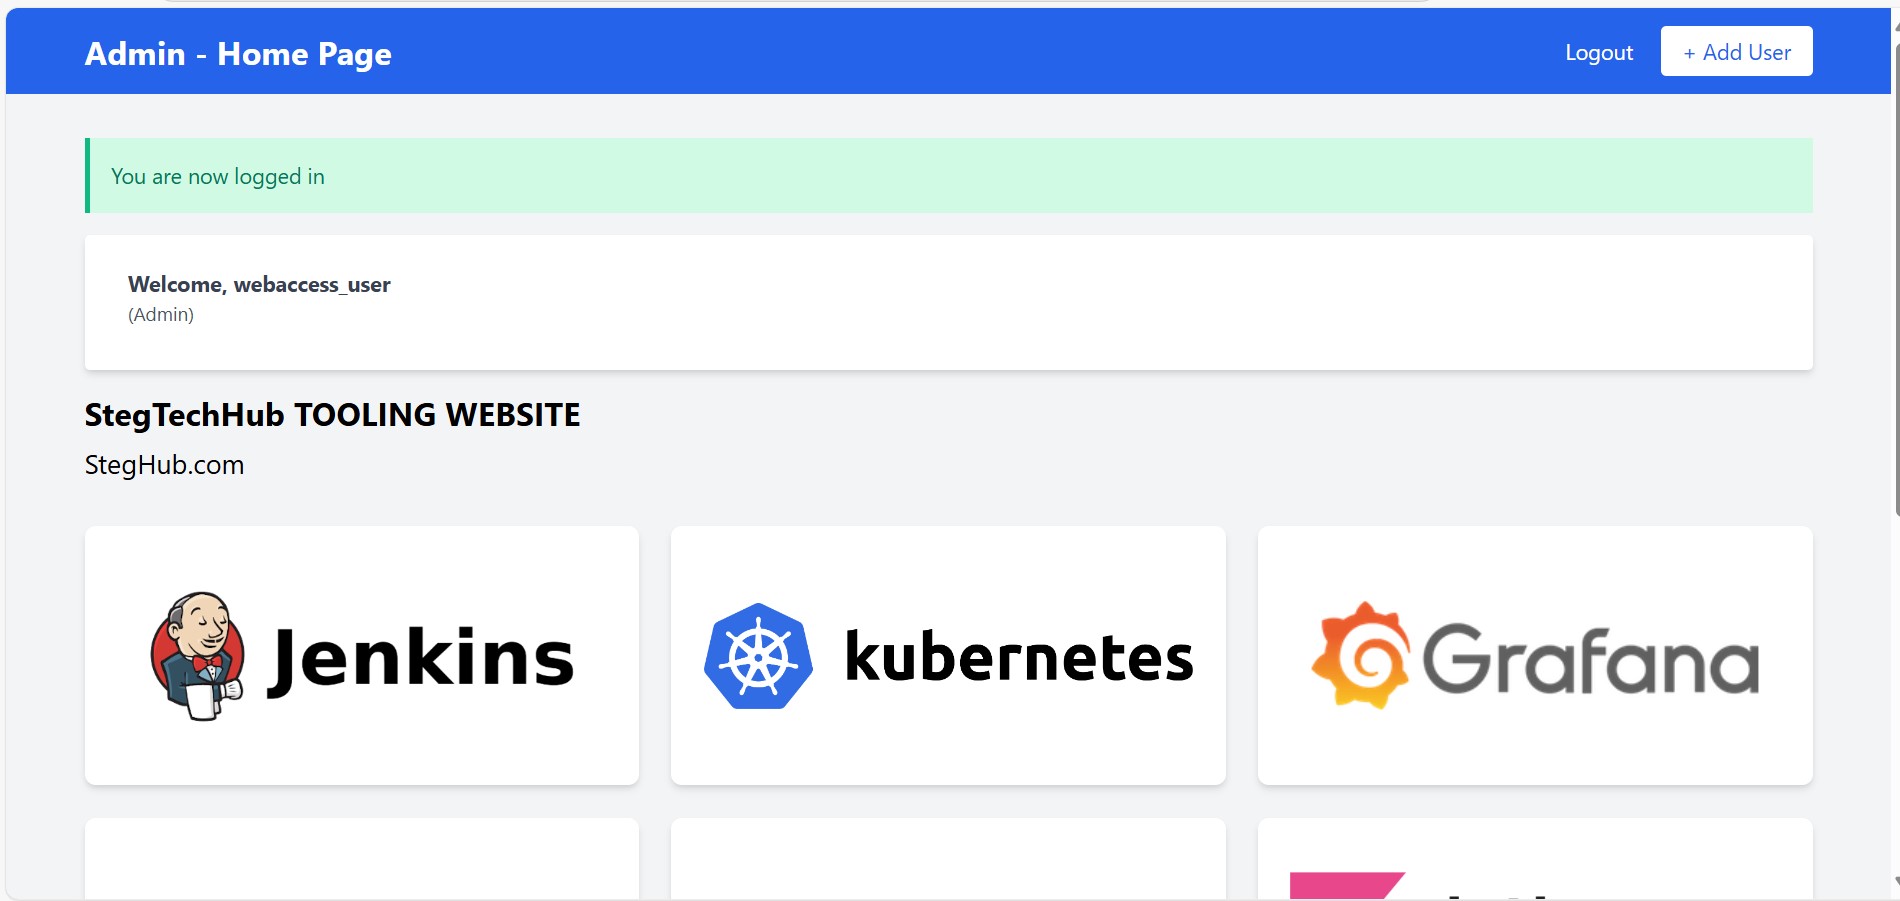 Admin - Home Page
Logout
+ Add User
You are now logged in
Welcome, webaccess_user
(Admin)
StegTechHub TOOLING WEBSITE
StegHub.com
Jenkins
kubernetes
Grafana